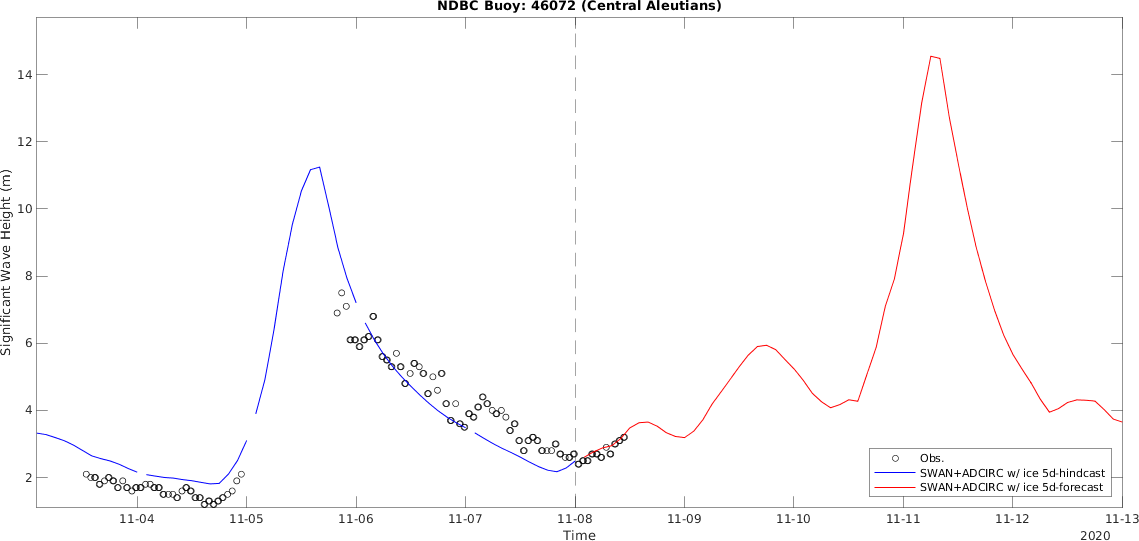 NDBC Buoy: 46072 (Central Aleutians)
Significant Wave Height (m)
14
12
10
8
6
4
2
Obs.
SWAN+ADCIRC w/ ice 5d-hindcast
SWAN+ADCIRC w/ ice 5d-forecast
11-04 11-05 11-06 11-07 11-08 11-09 11-10 11-11 11-12 11-13
Time
2020